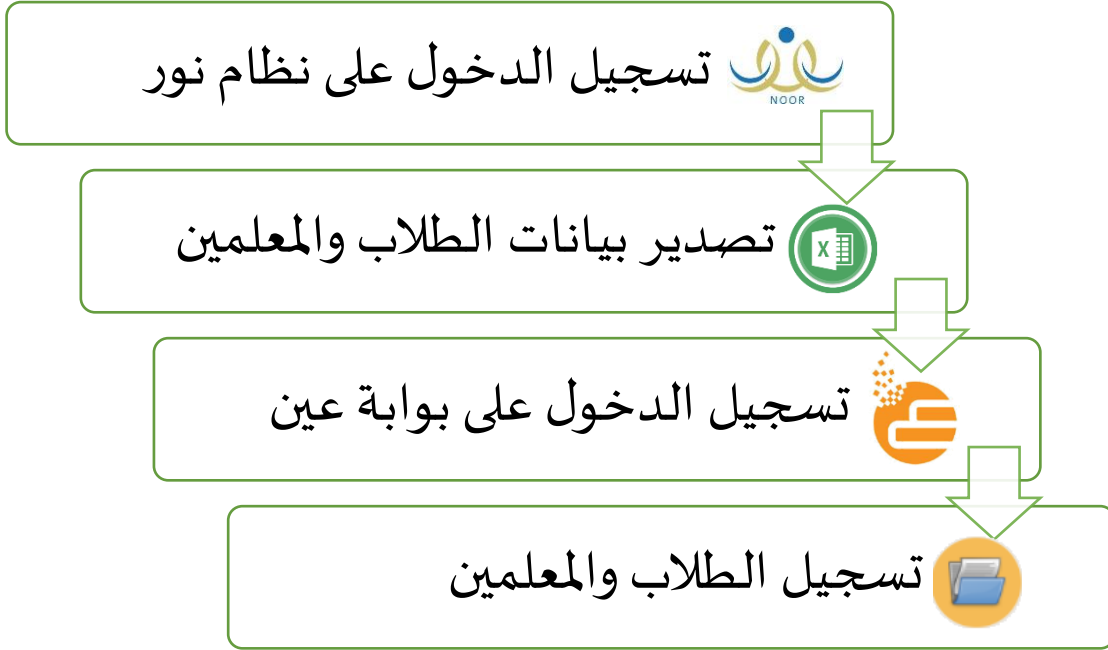 تسجيل الدخول على نظام نور
NOOR
تصدير بيانات الطلاب والمعلمين
X
تسجيل الدخول على بوابة عين
تسجيل الطلاب والمعلمين